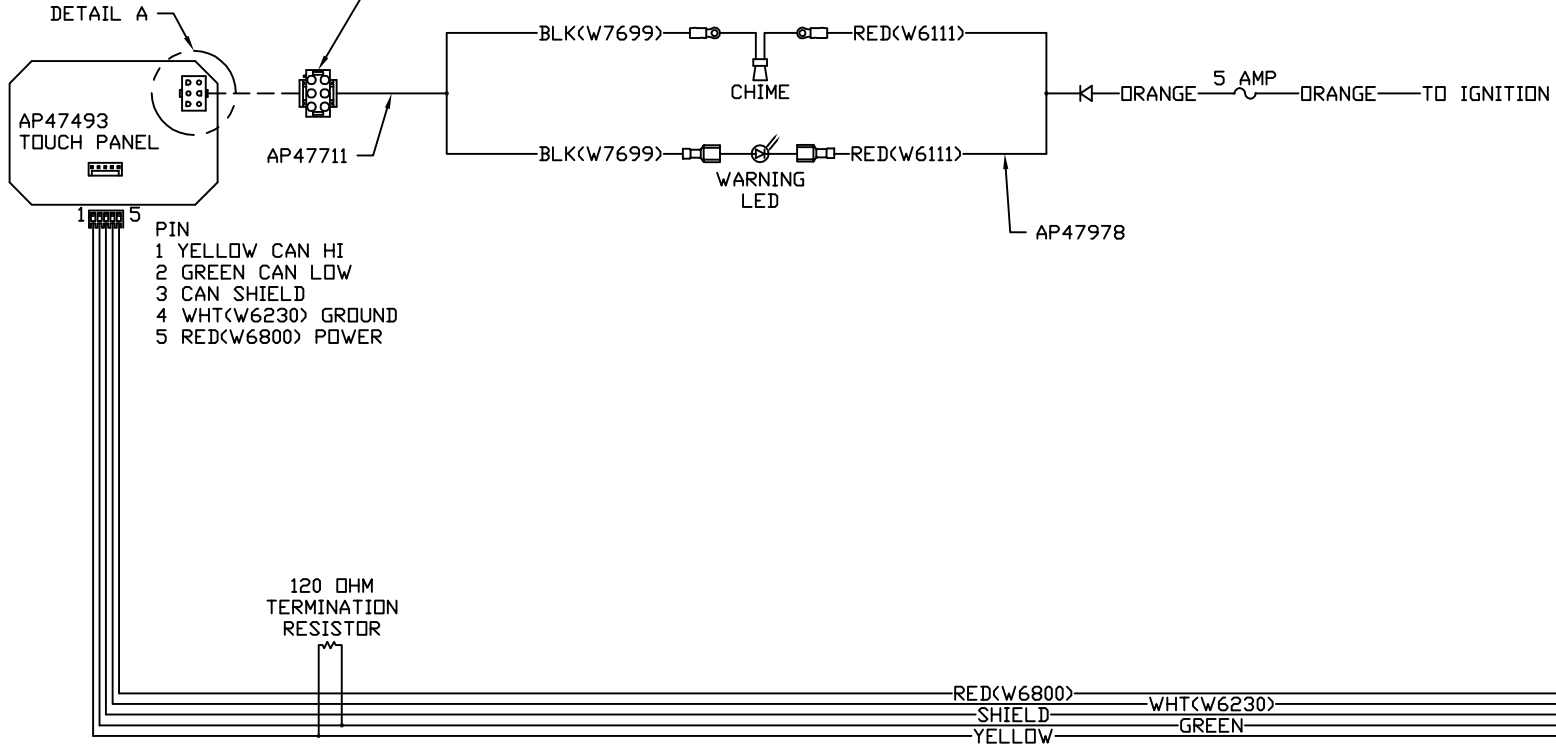 DETAIL A
AP47493
TOUCH PANEL
1
5
PIN
1 YELLOW CAN HI
2 GREEN CAN LOW
3 CAN SHIELD
4 WHT(W6230) GROUND
5 RED(W6800) POWER
AP47711
BLK(W7699)
CHIME
RED(W6111)
BLK(W7699)
WARNING
LED
RED(W6111)
AP47978
ORANGE
5 AMP
ORANGE
TO IGNITION
120 OHM
TERMINATION
RESISTOR
RED(W6800)
WHT(W6230)
SHIELD
GREEN
YELLOW